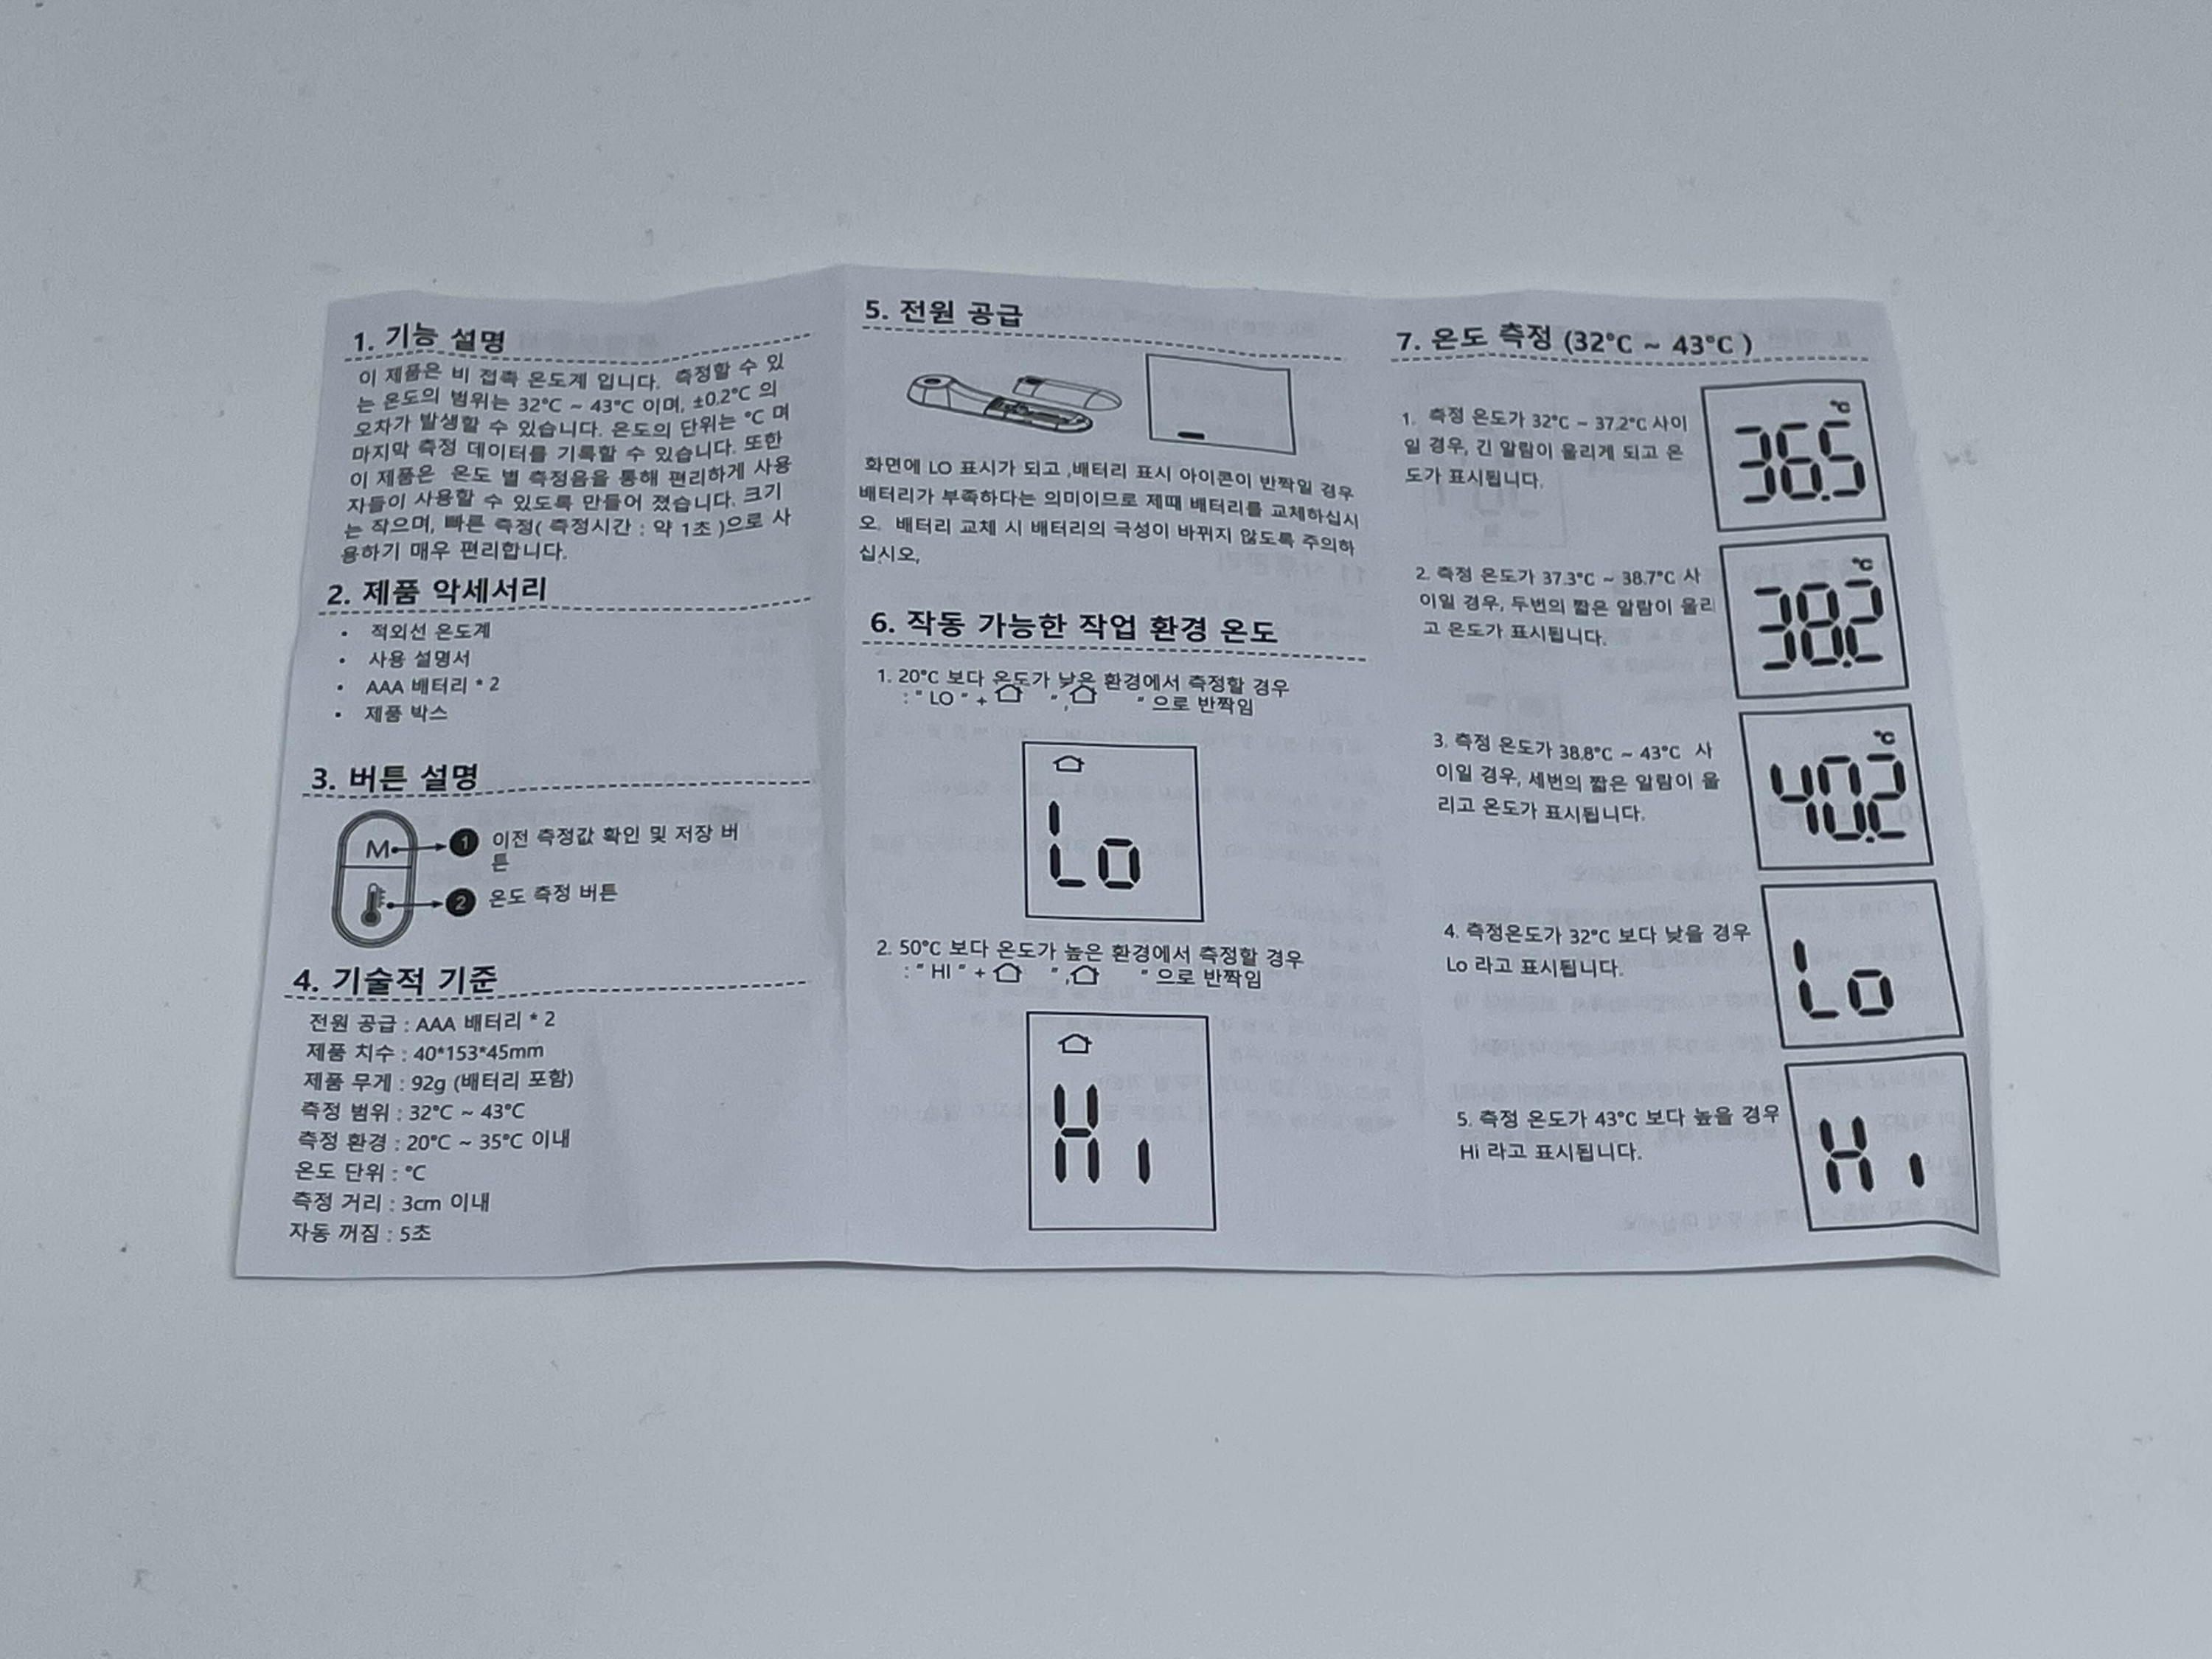 1. 기능 설명
이 제품은 비 접촉 온도계 입니다. 측정할 수 있
는 온도의 범위는 32°C ~ 43°C 이며, ±0.2°C 의
오차가 발생할 수 있습니다. 온도의 단위는 °C 며
마지막 측정 데이터를 기록할 수 있습니다. 또한
이 제품은 온도 별 측정음을 통해 편리하게 사용
자들이 사용할 수 있도록 만들어 졌습니다. 크기
는 작으며, 빠른 측정( 측정시간 : 약 1초 )으로 사
용하기 매우 편리합니다.
2. 제품 악세서리
• 적외선 온도계
• 사용 설명서
• AAA 배터리 * 2
• 제품 박스
3. 버튼 설명
M
1 이전 측정값 확인 및 저장 버
튼
2 온도 측정 버튼
4. 기술적 기준
전원 공급 : AAA 배터리 * 2
제품 치수 : 40*153*45mm
제품 무게 : 92g (배터리 포함)
측정 범위 : 32°C ~ 43°C
측정 환경 : 20°C ~ 35°C 이내
온도 단위 : °C
측정 거리 : 3cm 이내
자동 꺼짐 : 5초
5. 전원 공급
화면에 LO 표시가 되고 ,배터리 표시 아이콘이 반짝일 경우
배터리가 부족하다는 의미이므로 제때 배터리를 교체하십시
오. 배터리 교체 시 배터리의 극성이 바뀌지 않도록 주의하
십시오,
6. 작동 가능한 작업 환경 온도
1. 20°C 보다 온도가 낮은 환경에서 측정할 경우
: " LO " + " , " 으로 반짝임
Lo
2. 50°C 보다 온도가 높은 환경에서 측정할 경우
: " HI " + " , " 으로 반짝임
Hi
7. 온도 측정 (32°C ~ 43°C )
1. 측정 온도가 32°C ~ 37.2°C 사이
일 경우, 긴 알람이 울리게 되고 온
도가 표시됩니다.
°C
36.5
2. 측정 온도가 37.3°C ~ 38.7°C 사
이일 경우, 두번의 짧은 알람이 울리
고 온도가 표시됩니다.
°C
38.2
3. 측정 온도가 38.8°C ~ 43°C 사
이일 경우, 세번의 짧은 알람이 울
리고 온도가 표시됩니다.
°C
40.2
4. 측정온도가 32°C 보다 낮을 경우
Lo 라고 표시됩니다.
Lo
5. 측정 온도가 43°C 보다 높을 경우
Hi 라고 표시됩니다.
Hi